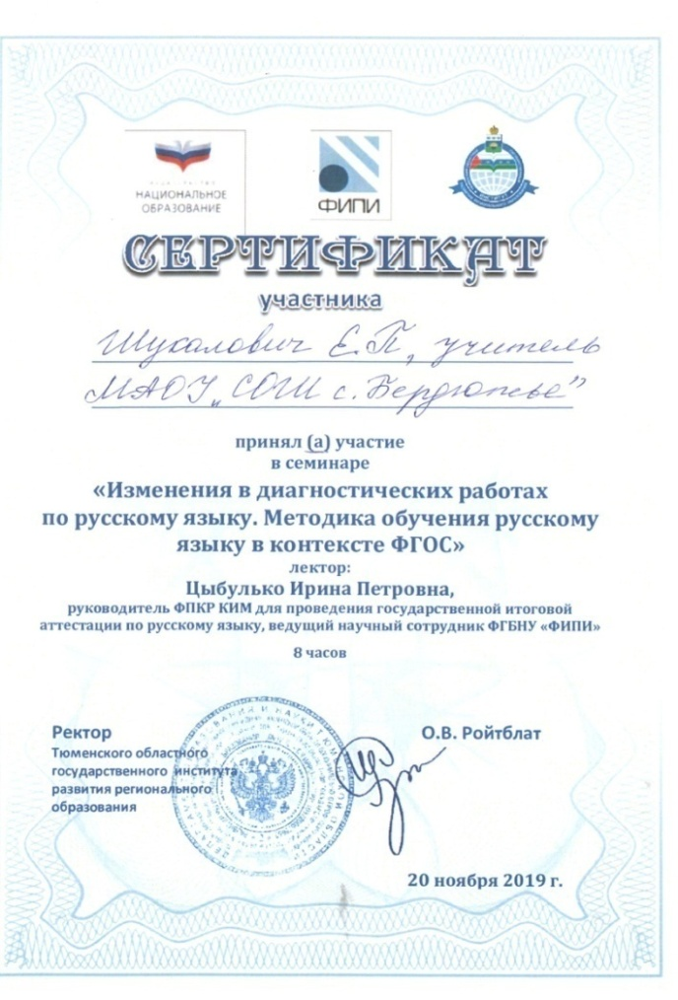 НАЦИОНАЛЬНОЕ
ОБРАЗОВАНИЕ
ФИПИ
СЕРТИФИКАТ
участника
Шукалович Е.П., учитель
МАОУ „СОШ с. Бердюжье”
принял (а) участие
в семинаре
«Изменения в диагностических работах
по русскому языку. Методика обучения русскому
языку в контексте ФГОС»
лектор:
Цыбулько Ирина Петровна,
руководитель ФПКР КИМ для проведения государственной итоговой
аттестации по русскому языку, ведущий научный сотрудник ФГБНУ «ФИПИ»
8 часов
Ректор
О.В. Ройтблат
Тюменского областного
государственного института
развития регионального
образования
20 ноября 2019 г.